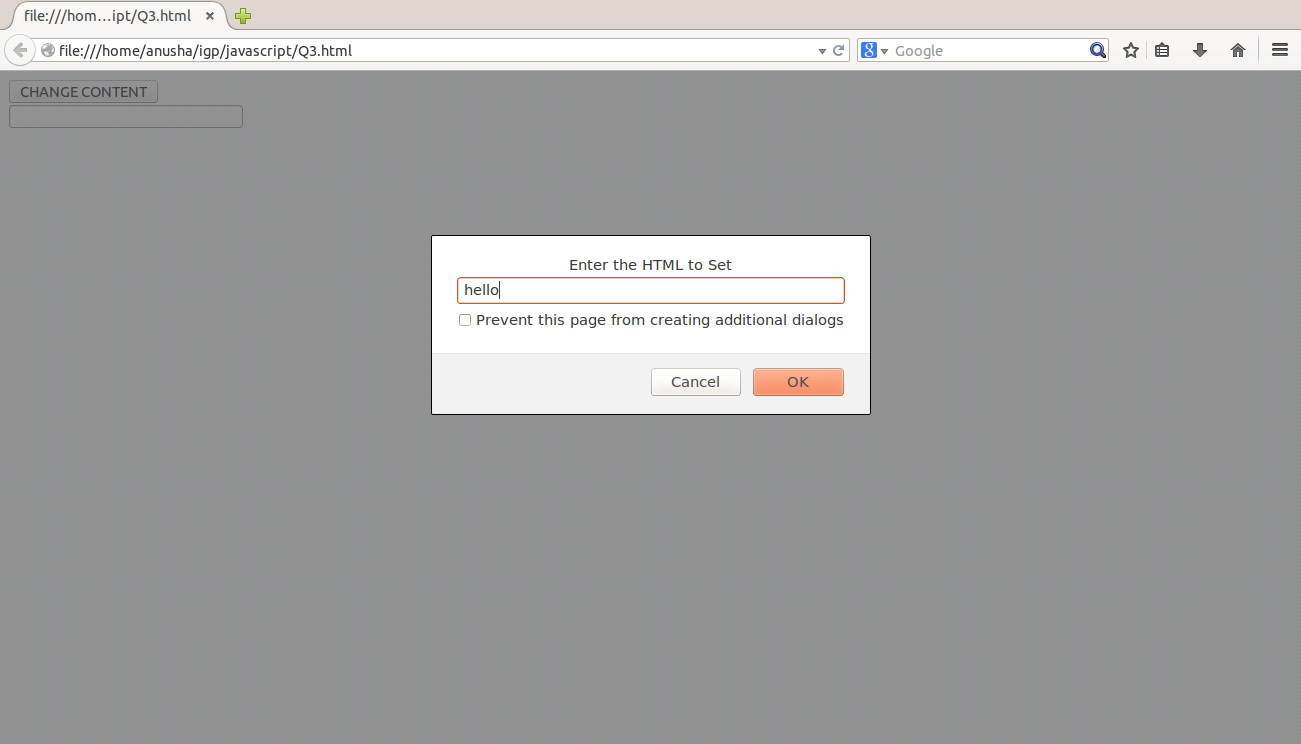 file:///hom...ipt/Q3.html
file:///home/anusha/igp/javascript/Q3.html
Google
CHANGE CONTENT
Enter the HTML to Set
hello
Prevent this page from creating additional dialogs
Cancel
OK